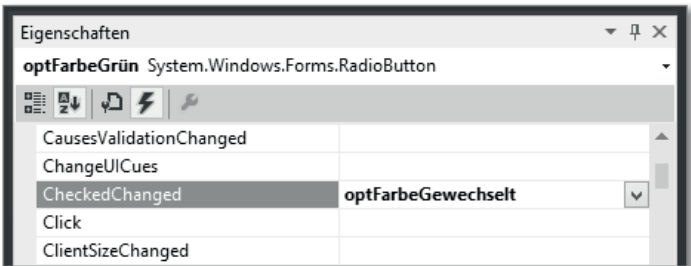 Eigenschaften
optFarbeGrün System.Windows.Forms.RadioButton
CausesValidationChanged
ChangeUICues
CheckedChanged optFarbeGewechselt
Click
ClientSizeChanged